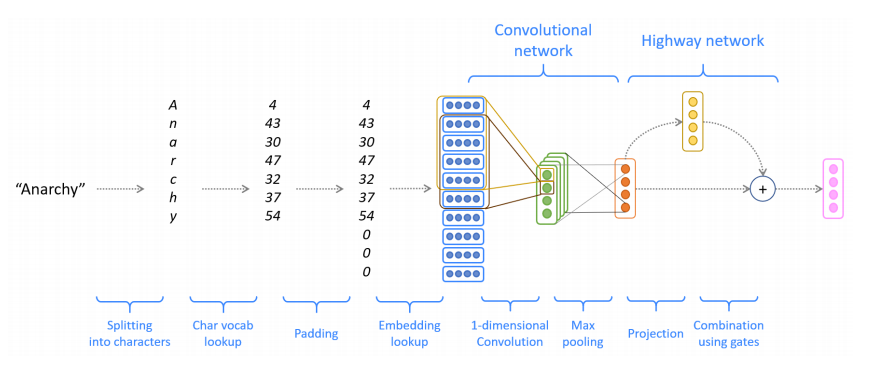 Convolutional
network
Highway network
“Anarchy”
A 4 4
n 43 43
a 30 30
r 47 47
c 32 32
h 37 37
y 54 54
0
0
0
+
Splitting
into characters
Char vocab
lookup
Padding
Embedding
lookup
1-dimensional
Convolution
Max
pooling
Projection
Combination
using gates